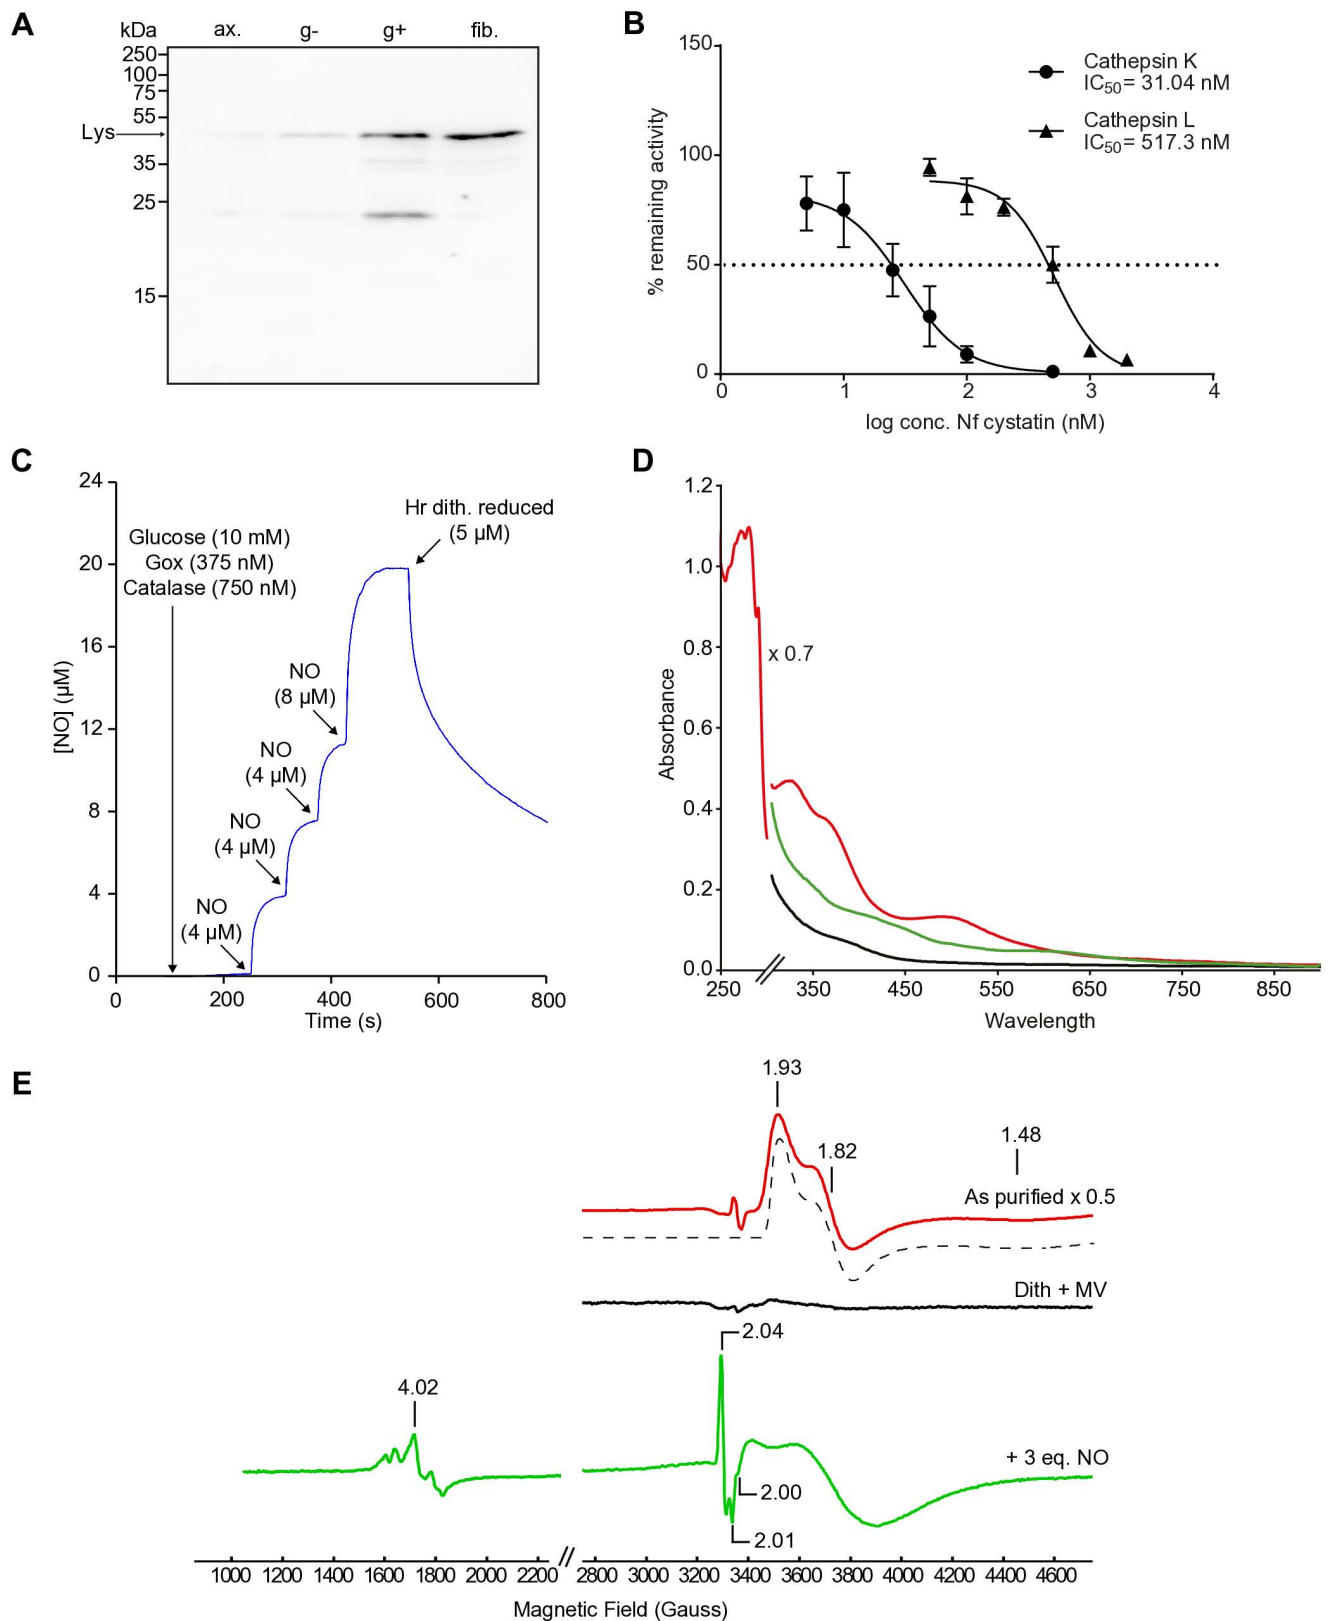 A
kDa
ax.
g-
g+
fib.
250
100
75
55
Lys
35
25
15
B
150
100
50
0
% remaining activity
Cathepsin K
IC50= 31.04 nM
Cathepsin L
IC50= 517.3 nM
0 1 2 3 4
log conc. Nf cystatin (nM)
C
24
20
16
12
8
4
0
[NO] (µM)
Glucose (10 mM)
Gox (375 nM)
Catalase (750 nM)
Hr dith. reduced
(5 µM)
NO
(8 µM)
NO
(4 µM)
NO
(4 µM)
NO
(4 µM)
0 200 400 600 800
Time (s)
D
1.2
1.0
0.8
0.6
0.4
0.2
0.0
Absorbance
x 0.7
250 350 450 550 650 750 850
Wavelength
E
1.93
1.82
1.48
As purified x 0.5
Dith + MV
2.04
4.02
+ 3 eq. NO
2.00
2.01
1000 1200 1400 1600 1800 2000 2200 2800 3000 3200 3400 3600 3800 4000 4200 4400 4600
Magnetic Field (Gauss)